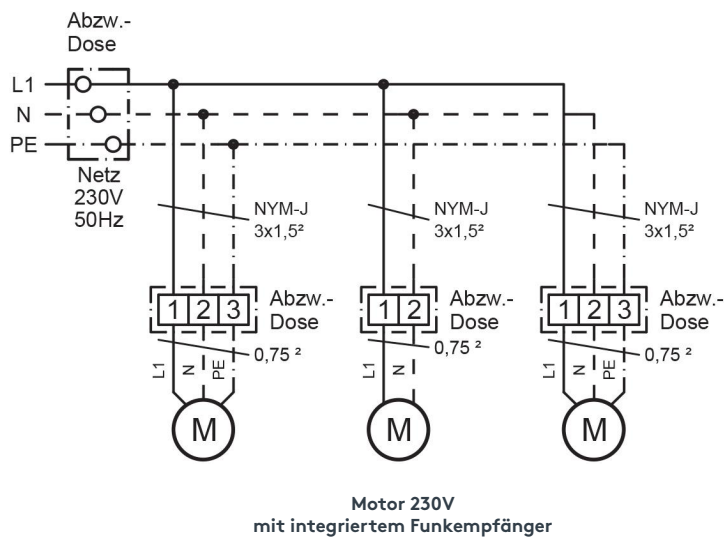 Abzw.-
Dose
L1
N
PE
Netz
230V
50Hz
NYM-J
3x1,5²
NYM-J
3x1,5²
NYM-J
3x1,5²
1 2 3
Abzw.-
Dose
1 2
Abzw.-
Dose
1 2 3
Abzw.-
Dose
0,75 ²
0,75 ²
0,75 ²
L1
N
PE
L1
N
L1
N
PE
M
M
M
Motor 230V
mit integriertem Funkempfänger